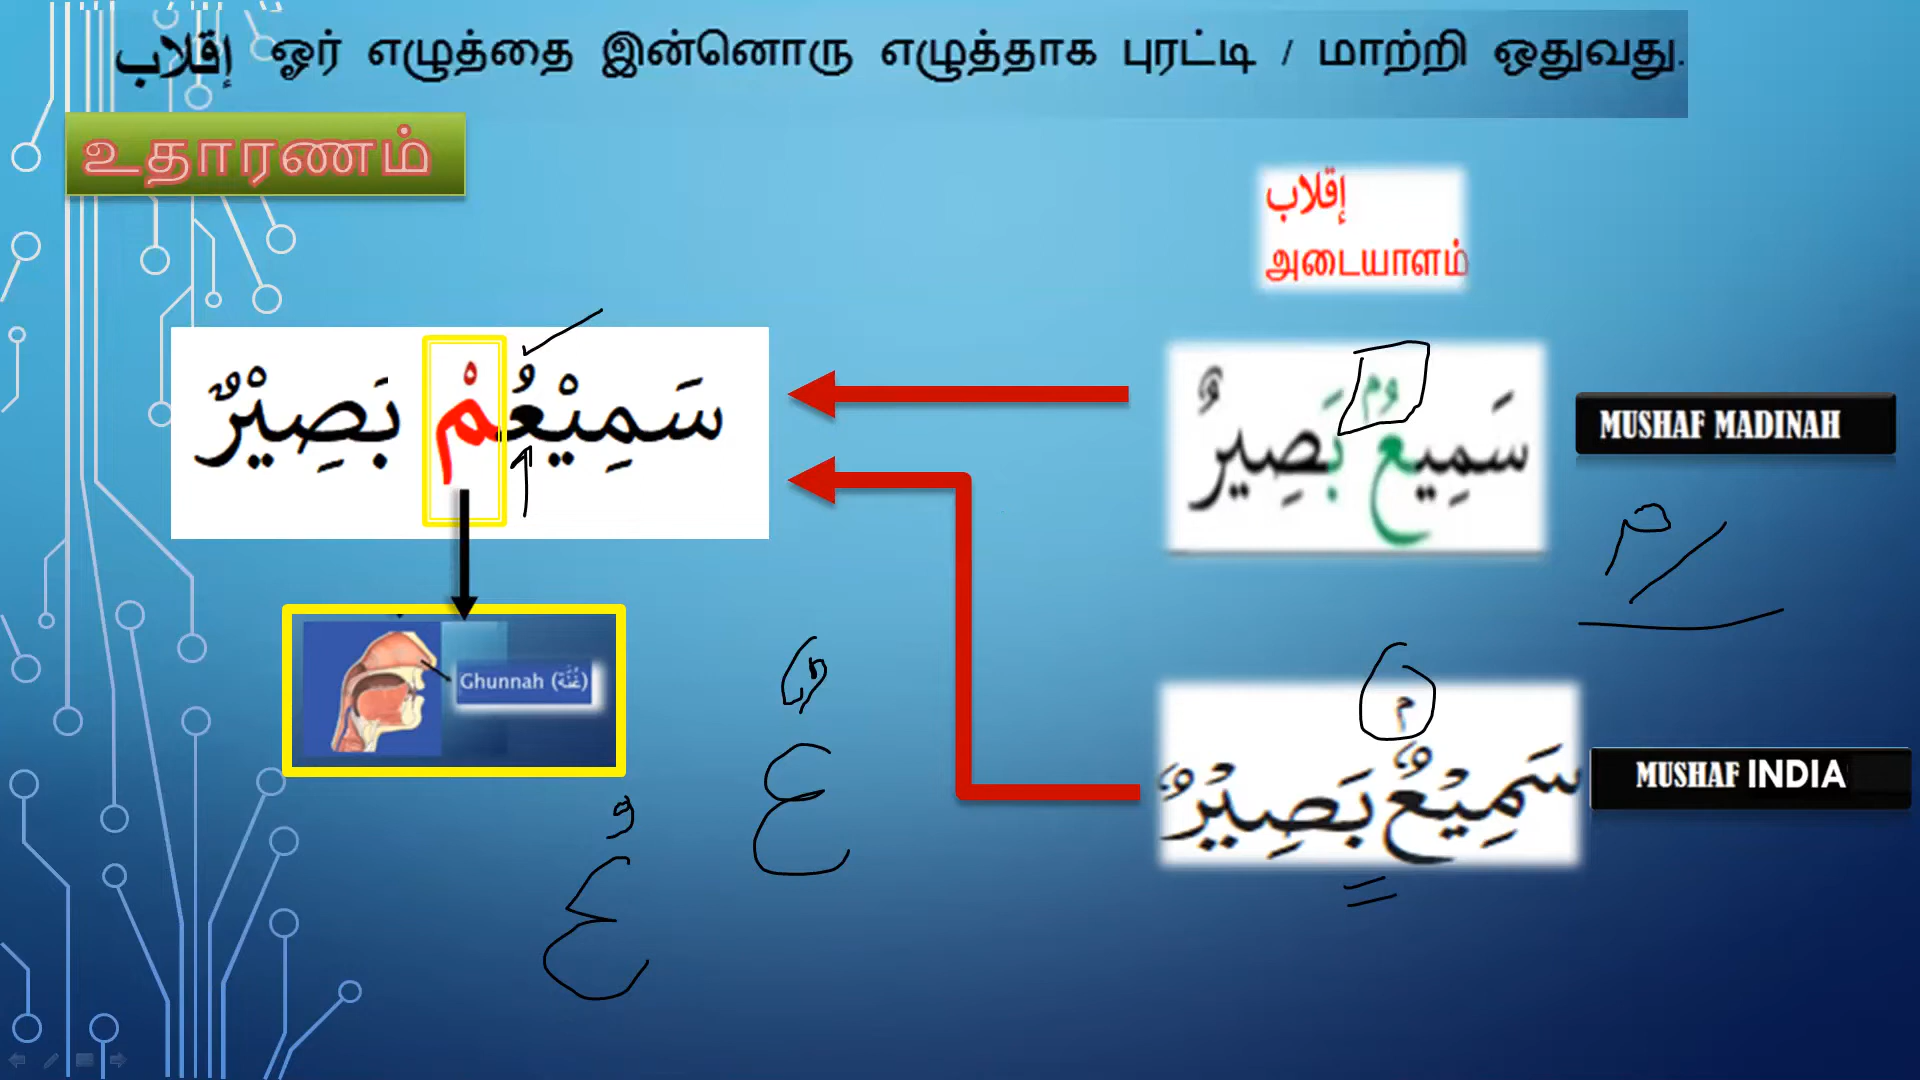 إقلاب ஓர் எழுத்தை இன்னொரு எழுத்தாக புரட்டி / மாற்றி ஒதுவது.
உதாரணம்
إقلاب
அடையாளம்
سَمِيْعُمْ بَصِيْرٌ
سَمِيعُۢ بَصِيرٌ
MUSHAF MADINAH
م
Ghunnah (غُنَّة)
سَمِيْعٌۢ بَصِيْرٌ
MUSHAF INDIA
عٌ
عُ